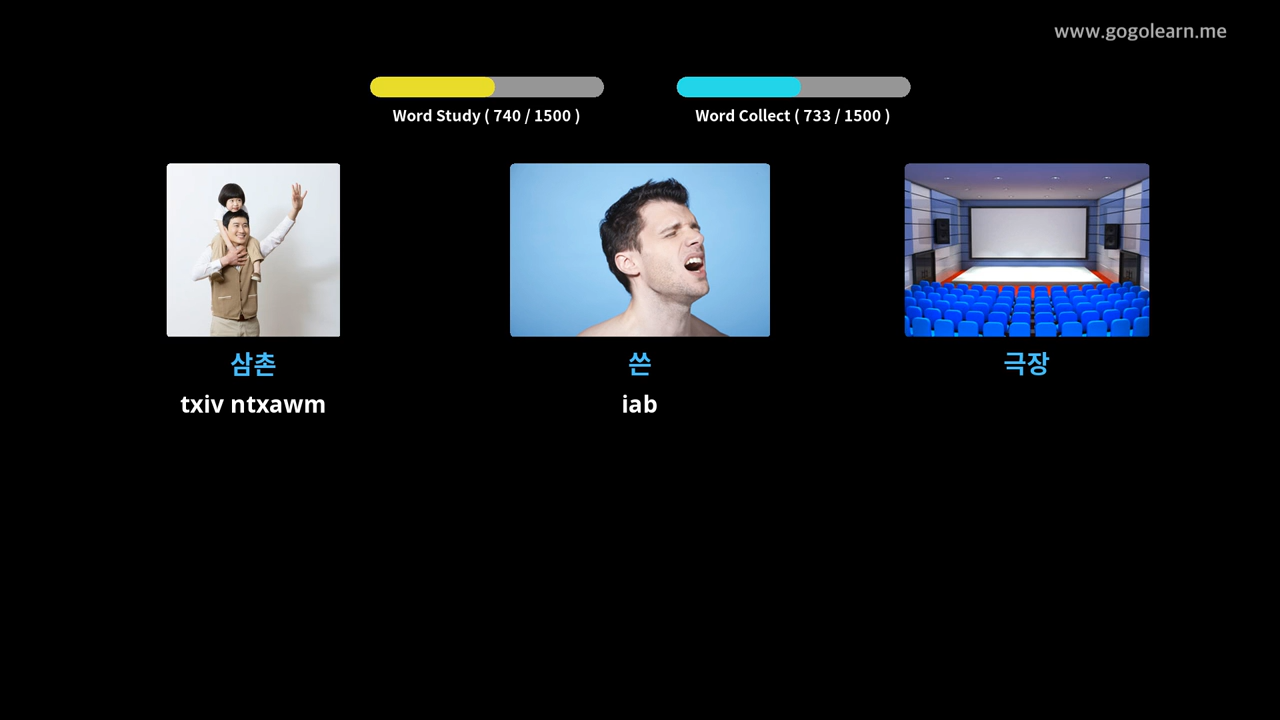 www.gogolearn.me
Word Study ( 740 / 1500 )
Word Collect ( 733 / 1500 )
삼촌
쓴
극장
txiv ntxawm
iab